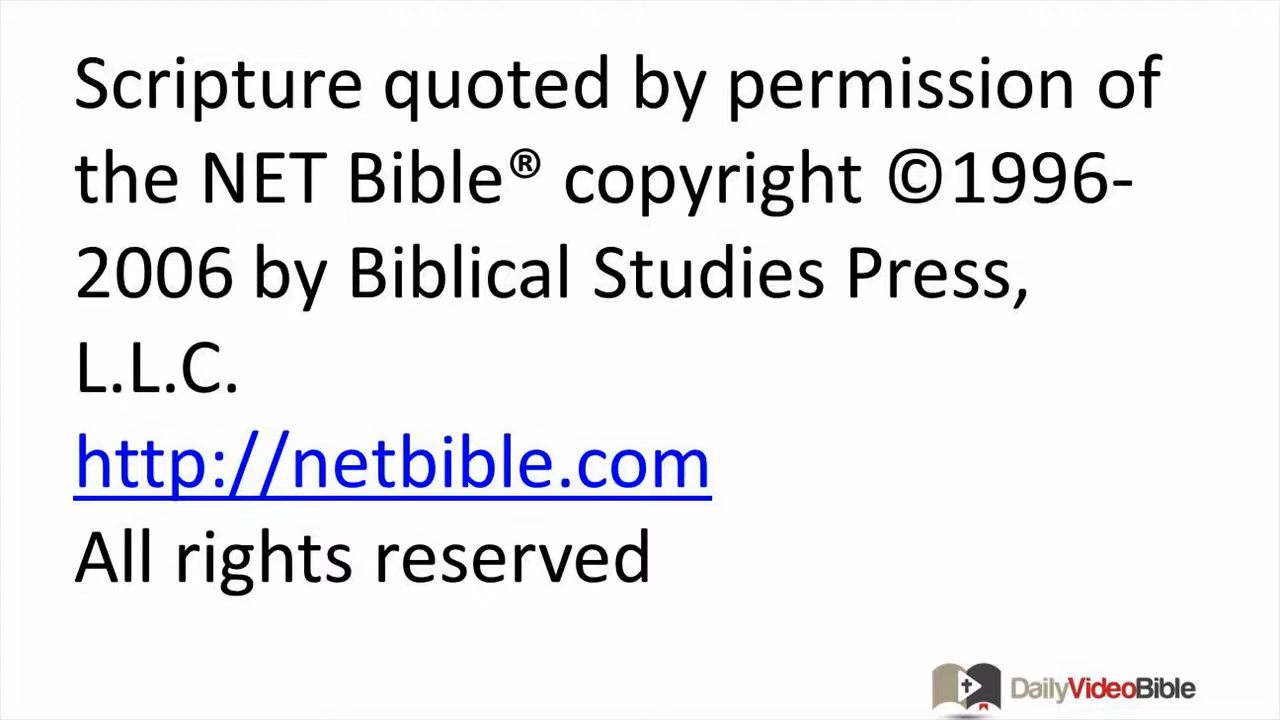 Scripture quoted by permission of
the NET Bible® copyright ©1996-
2006 by Biblical Studies Press,
L.L.C.
http://netbible.com
All rights reserved
DailyVideoBible